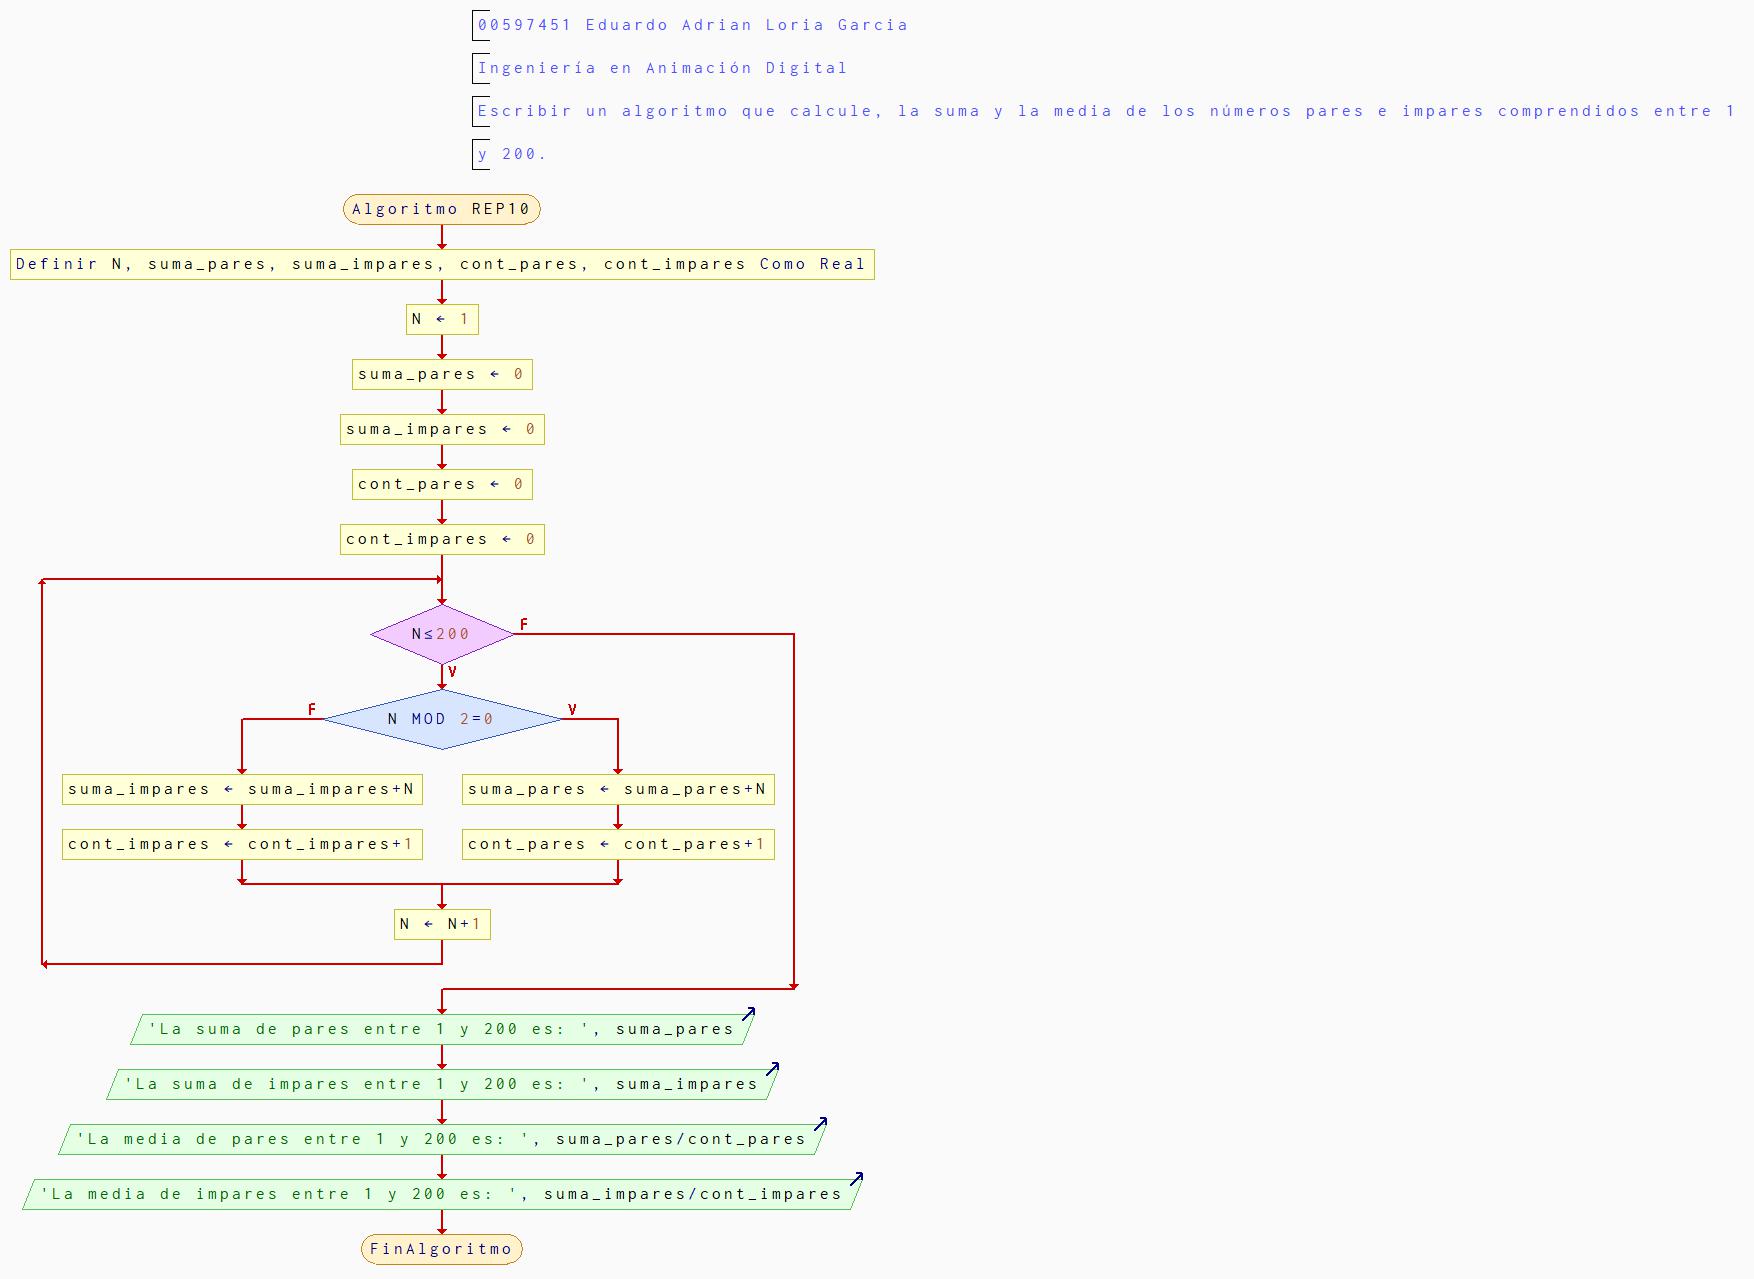 00597451 Eduardo Adrian Loria Garcia
Ingeniería en Animación Digital
Escribir un algoritmo que calcule, la suma y la media de los números pares e impares comprendidos entre 1
y 200.
Algoritmo REP10
Definir N, suma_pares, suma_impares, cont_pares, cont_impares Como Real
N ← 1
suma_pares ← 0
suma_impares ← 0
cont_pares ← 0
cont_impares ← 0
N≤200
F
V
N MOD 2=0
F
V
suma_impares ← suma_impares+N
suma_pares ← suma_pares+N
cont_impares ← cont_impares+1
cont_pares ← cont_pares+1
N ← N+1
'La suma de pares entre 1 y 200 es: ', suma_pares
'La suma de impares entre 1 y 200 es: ', suma_impares
'La media de pares entre 1 y 200 es: ', suma_pares/cont_pares
'La media de impares entre 1 y 200 es: ', suma_impares/cont_impares
FinAlgoritmo